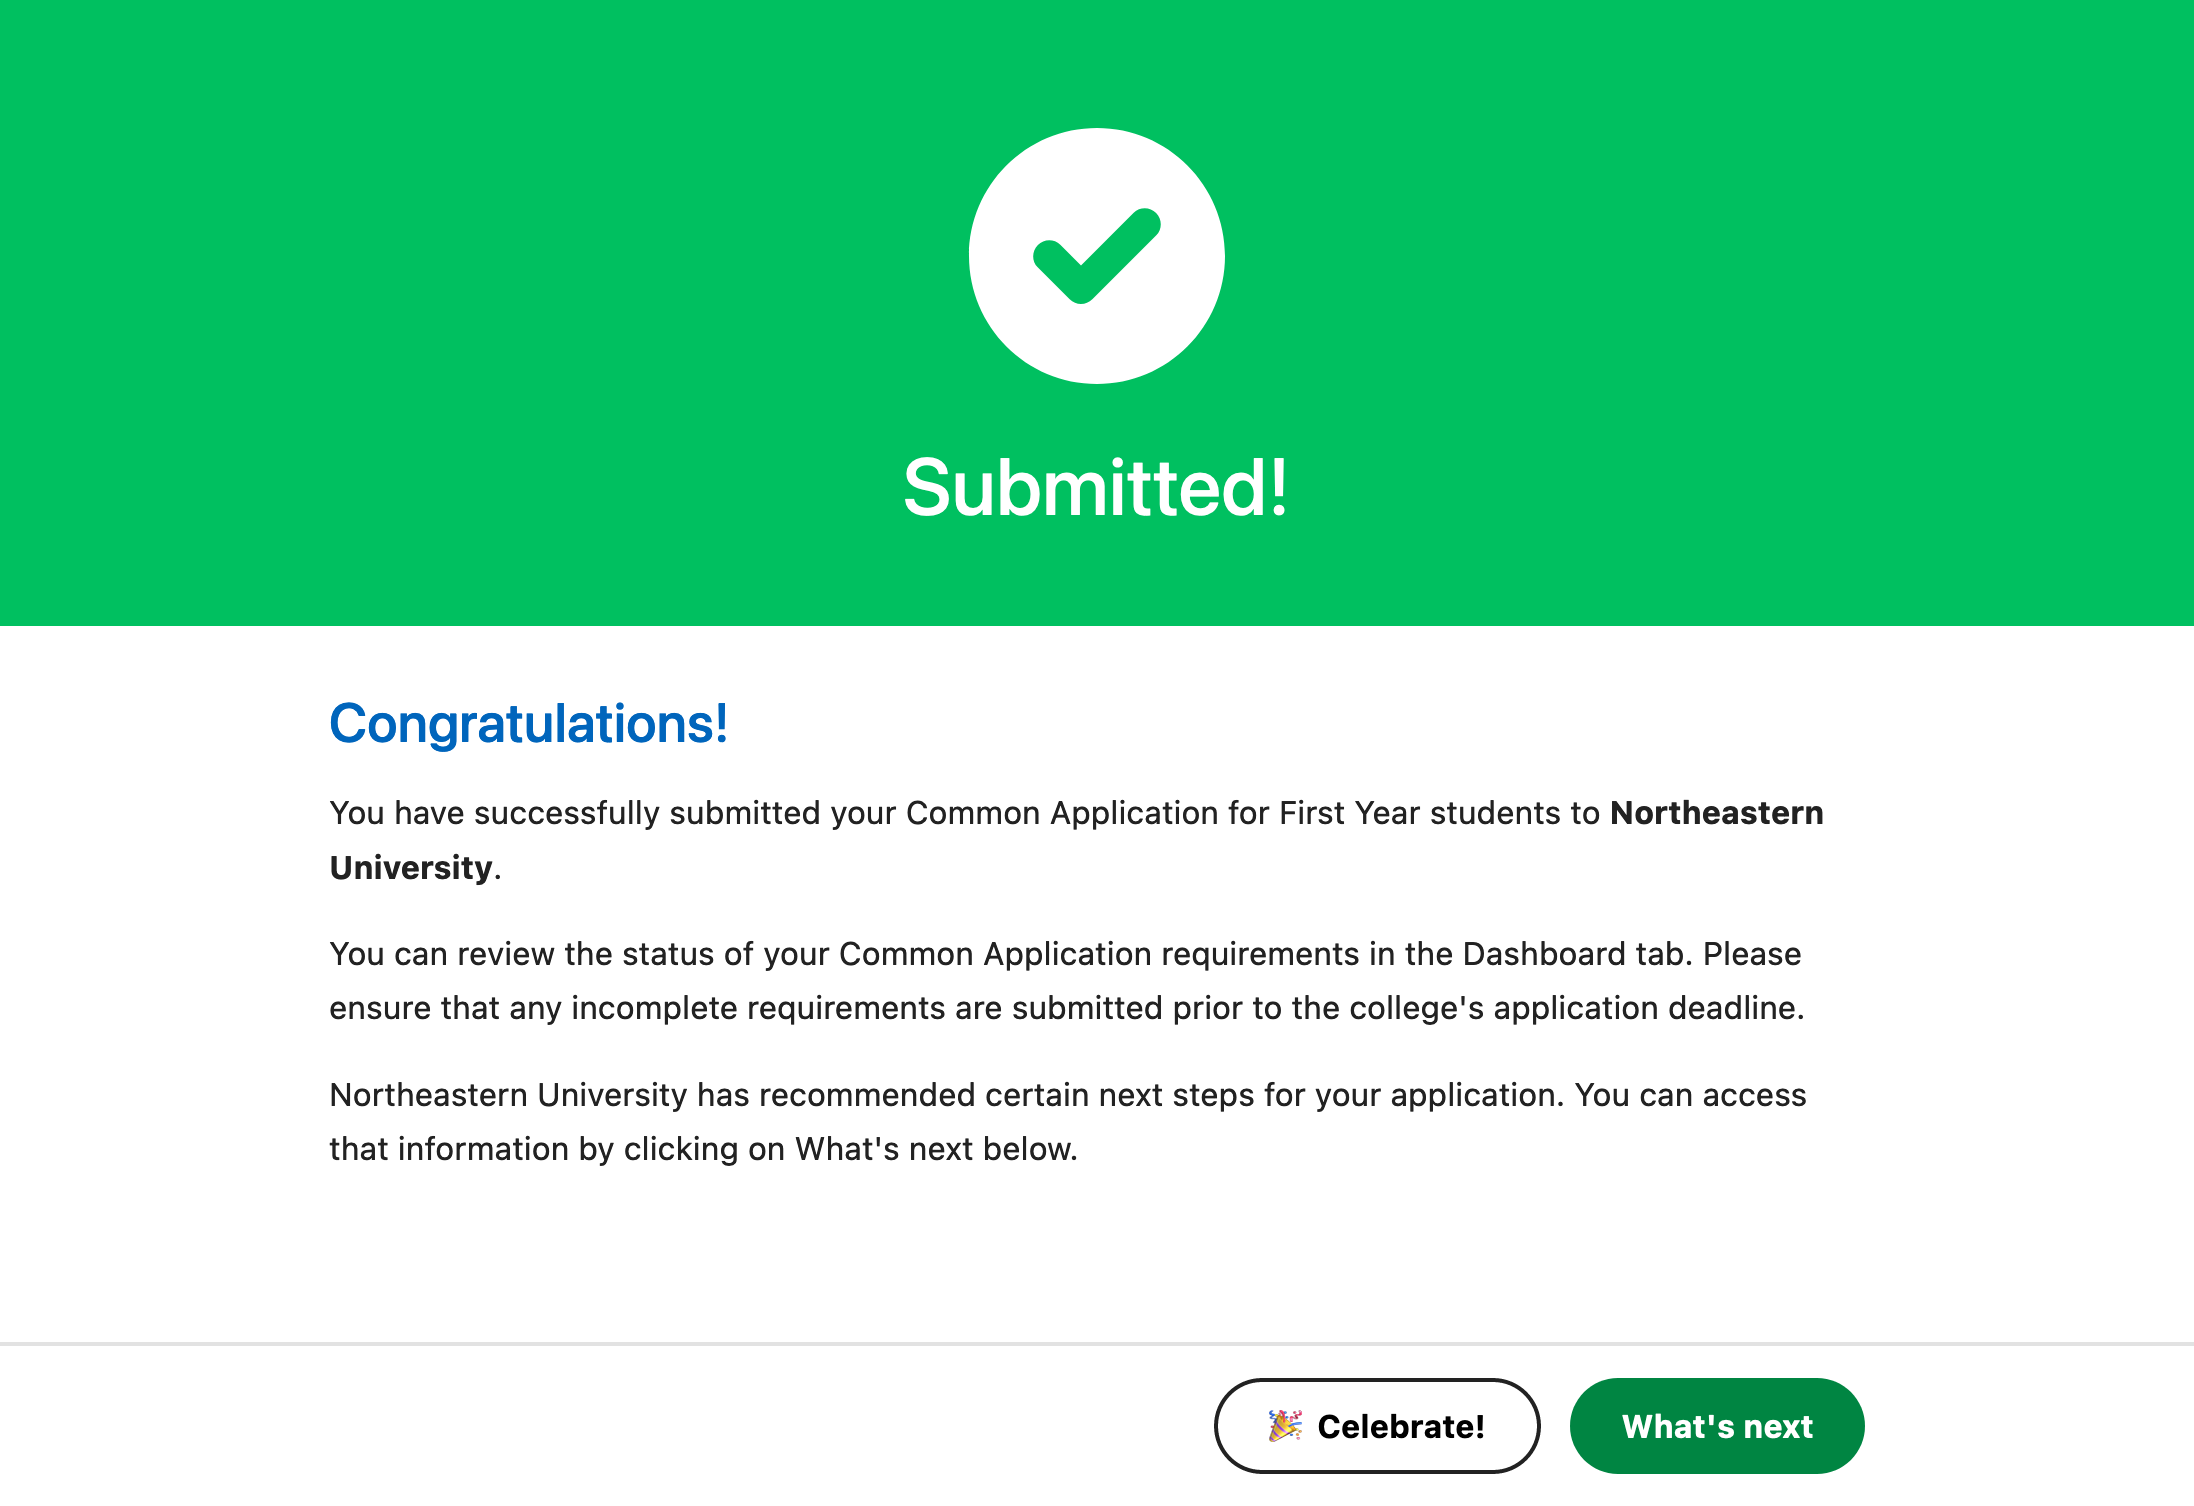 Submitted!
Congratulations!
You have successfully submitted your Common Application for First Year students to Northeastern
University.
You can review the status of your Common Application requirements in the Dashboard tab. Please
ensure that any incomplete requirements are submitted prior to the college's application deadline.
Northeastern University has recommended certain next steps for your application. You can access
that information by clicking on What's next below.
🎉 Celebrate!
What's next